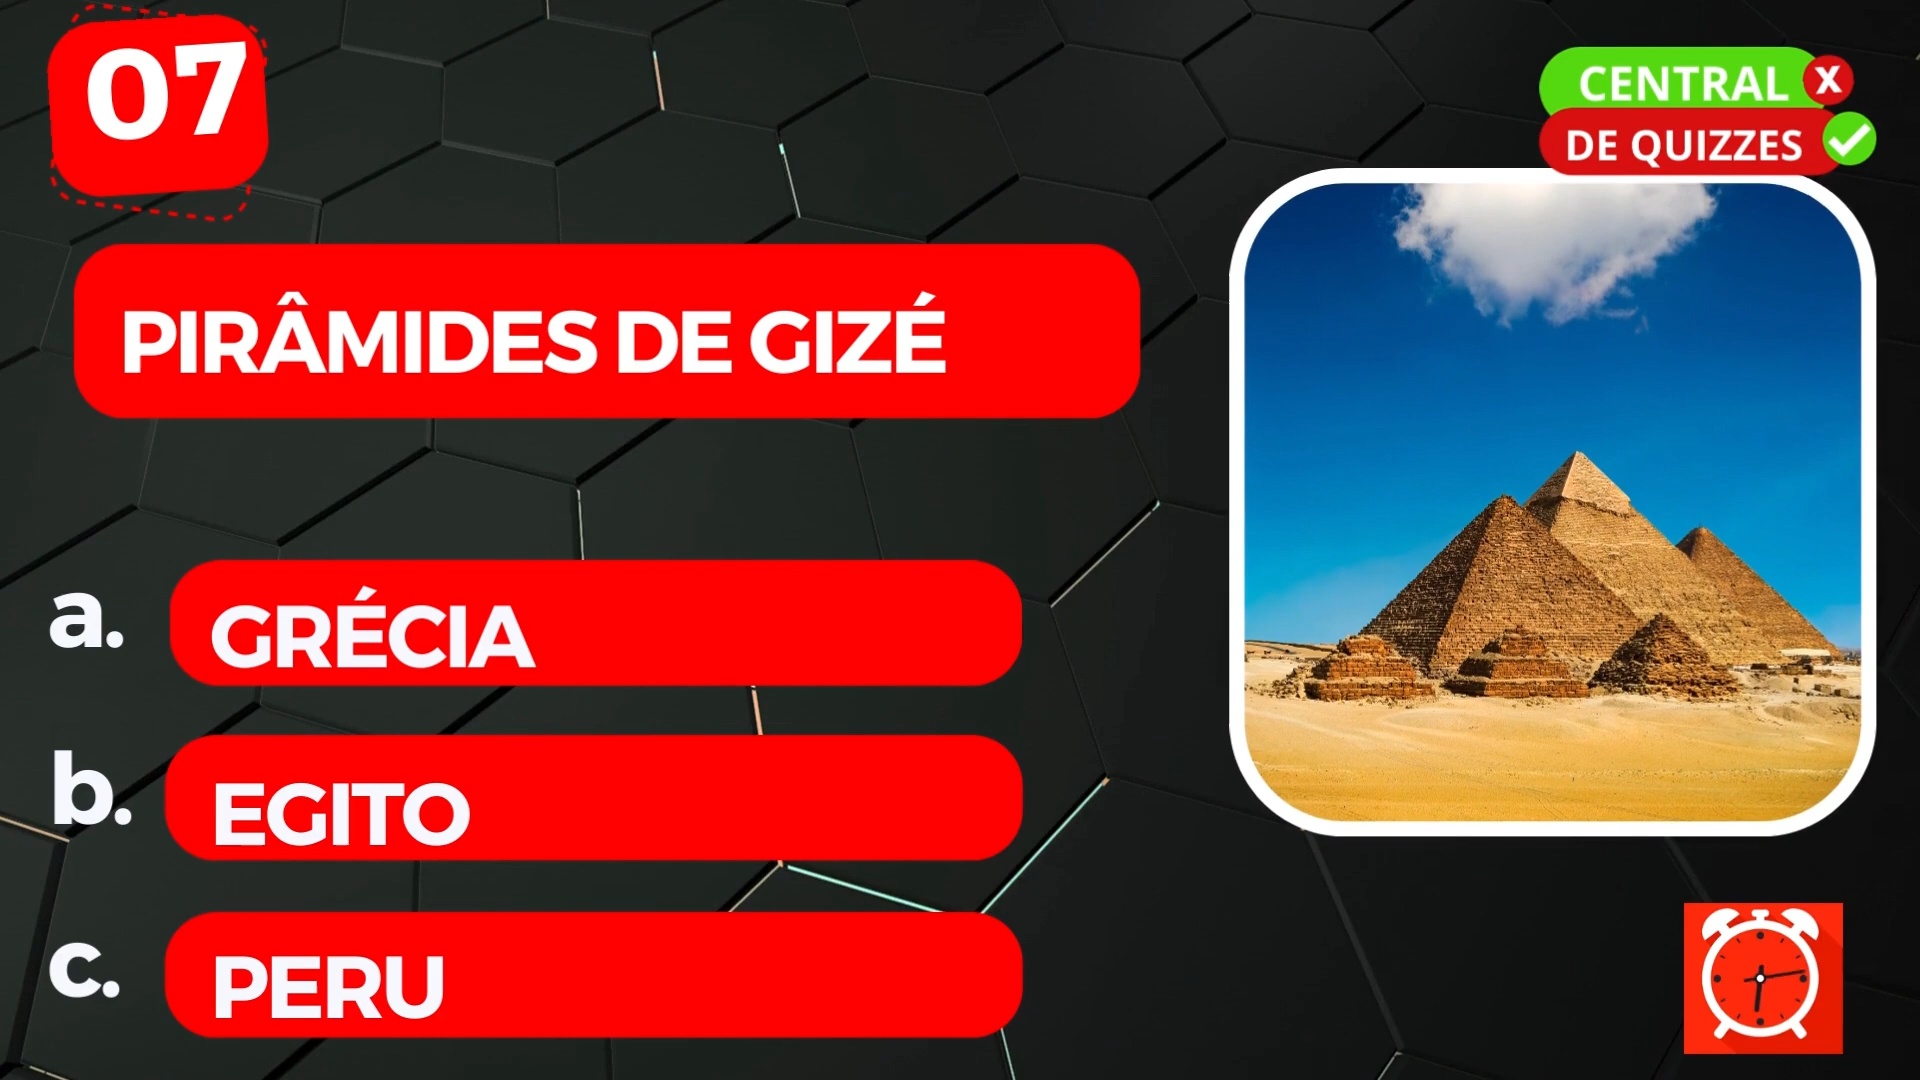 07
CENTRAL X
DE QUIZZES
PIRÂMIDES DE GIZÉ
a. GRÉCIA
b. EGITO
c. PERU